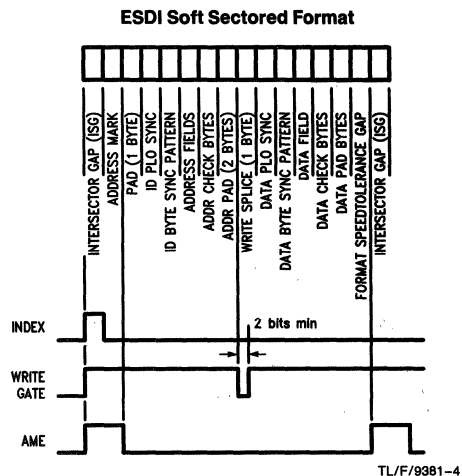 ESDI Soft Sectored Format
INTERSECTOR GAP (ISG)
ADDRESS MARK
PAD (1 BYTE)
ID PLO SYNC
ID BYTE SYNC PATTERN
ADDRESS FIELDS
ADDR CHECK BYTES
ADDR PAD (2 BYTES)
WRITE SPLICE (1 BYTE)
DATA PLO SYNC
DATA BYTE SYNC PATTERN
DATA FIELD
DATA CHECK BYTES
DATA PAD BYTES
FORMAT SPEEDTOLERANCE GAP
INTERSECTOR GAP (ISG)
INDEX
2 bits min
WRITE
GATE
AME
TL/F/9381-4